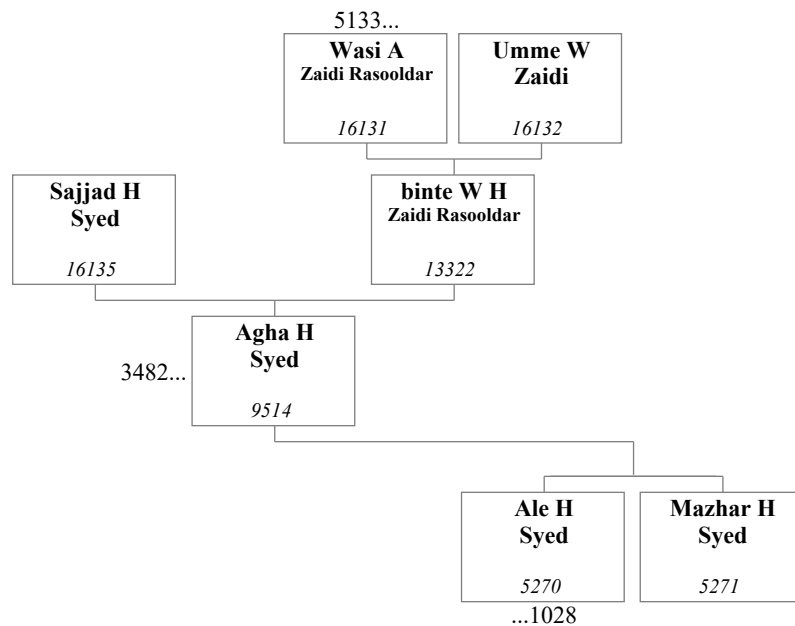 5133...
Wasi A
Zaidi Rasooldar
16131
Umme W
Zaidi
16132
Sajjad H
Syed
16135
binte W H
Zaidi Rasooldar
13322
3482...
Agha H
Syed
9514
Ale H
Syed
5270
Mazhar H
Syed
5271
...1028